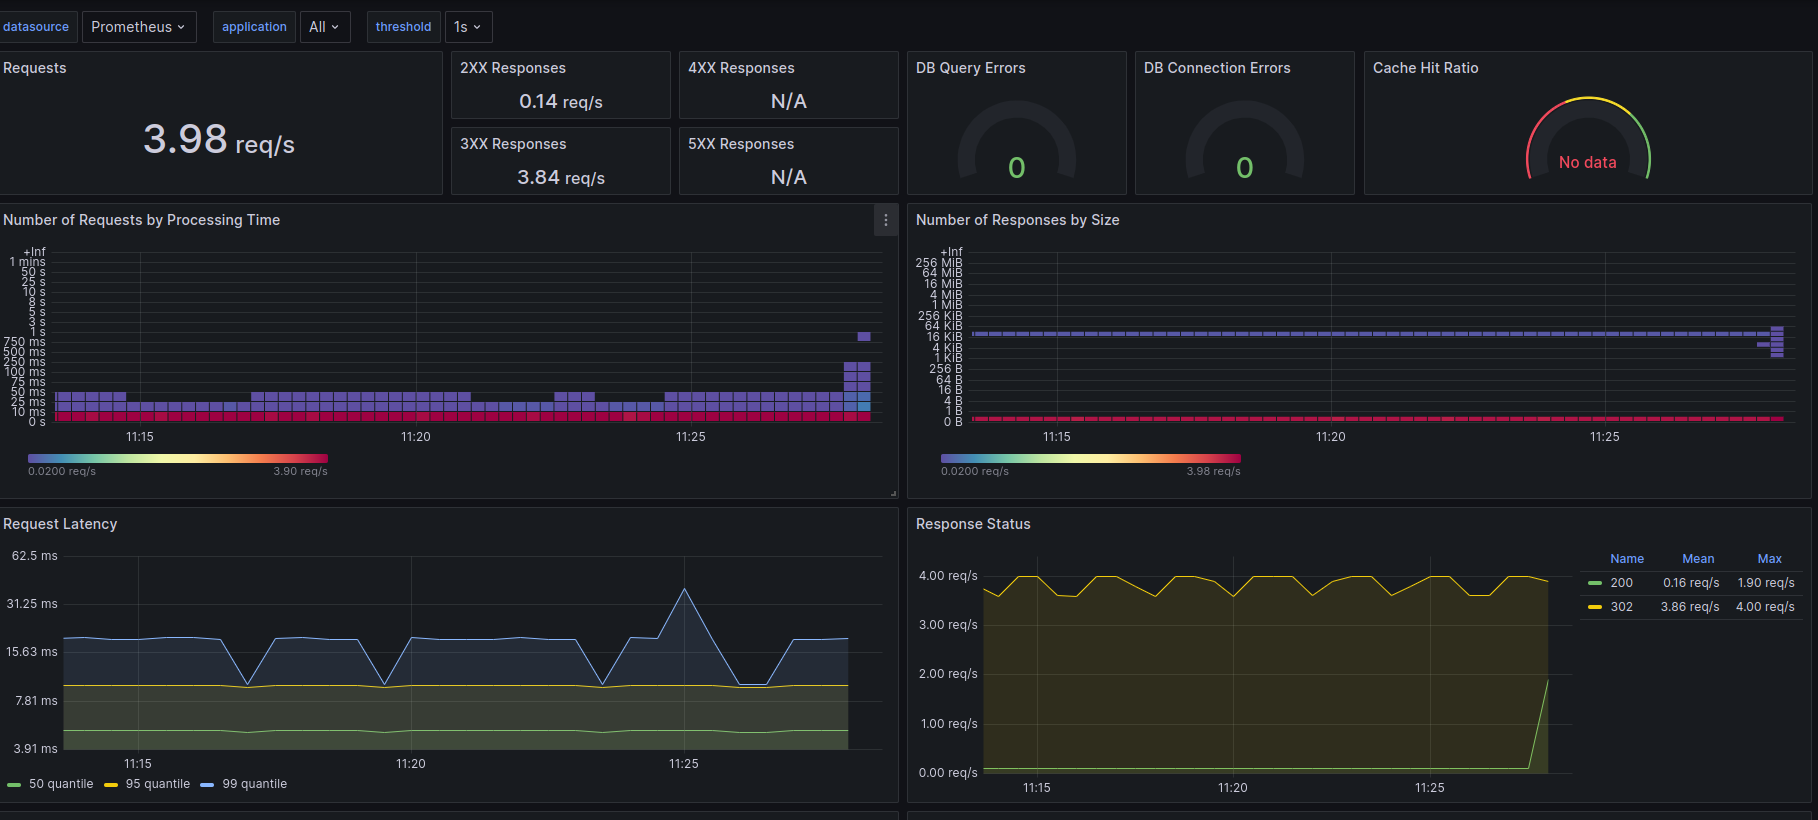 datasource Prometheus application All threshold 1s
Requests
3.98 req/s
2XX Responses
0.14 req/s
4XX Responses
N/A
3XX Responses
3.84 req/s
5XX Responses
N/A
DB Query Errors
0
DB Connection Errors
0
Cache Hit Ratio
No data
Number of Requests by Processing Time
+Inf
1 mins
50 s
25 s
10 s
8 s
5 s
3 s
1 s
750 ms
500 ms
250 ms
100 ms
75 ms
50 ms
25 ms
10 ms
0 s
11:15 11:20 11:25
0.0200 req/s 3.90 req/s
Number of Responses by Size
+Inf
256 MiB
64 MiB
16 MiB
4 MiB
1 MiB
256 KiB
64 KiB
16 KiB
4 KiB
1 KiB
256 B
64 B
16 B
4 B
1 B
0 B
11:15 11:20 11:25
0.0200 req/s 3.98 req/s
Request Latency
62.5 ms
31.25 ms
15.63 ms
7.81 ms
3.91 ms
11:15 11:20 11:25
50 quantile 95 quantile 99 quantile
Response Status
4.00 req/s
3.00 req/s
2.00 req/s
1.00 req/s
0.00 req/s
11:15 11:20 11:25
Name Mean Max
200 0.16 req/s 1.90 req/s
302 3.86 req/s 4.00 req/s